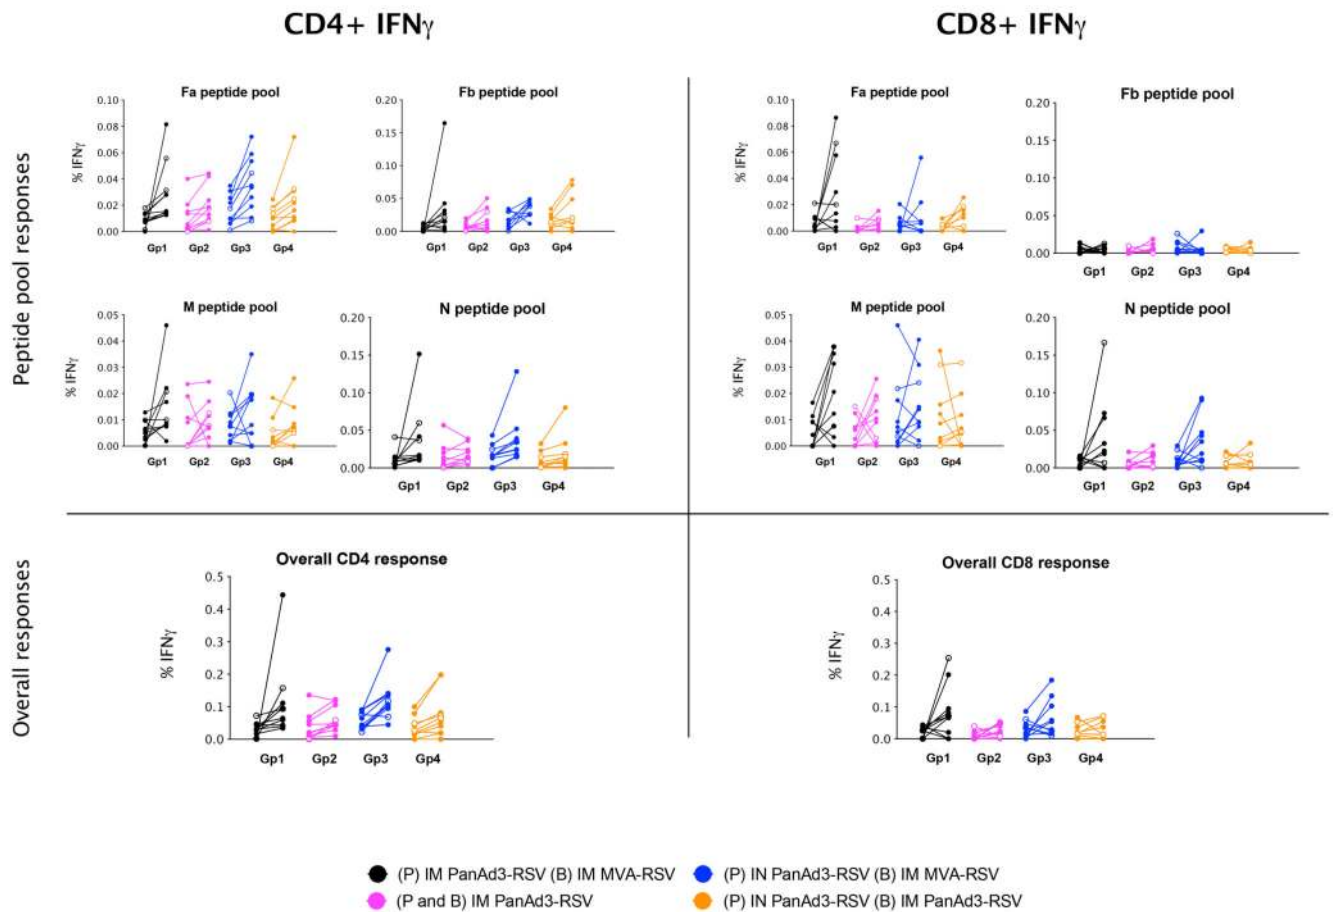 CD4+ IFNγ
CD8+ IFNγ
Peptide pool responses
Fa peptide pool
% IFNγ
0.10
0.08
0.06
0.04
0.02
0.00
Gp1 Gp2 Gp3 Gp4
Fb peptide pool
0.20
0.15
0.10
0.05
0.00
Gp1 Gp2 Gp3 Gp4
Fa peptide pool
% IFNγ
0.10
0.08
0.06
0.04
0.02
0.00
Gp1 Gp2 Gp3 Gp4
Fb peptide pool
0.20
0.15
0.10
0.05
0.00
Gp1 Gp2 Gp3 Gp4
M peptide pool
% IFNγ
0.05
0.04
0.03
0.02
0.01
0.00
Gp1 Gp2 Gp3 Gp4
N peptide pool
0.20
0.15
0.10
0.05
0.00
Gp1 Gp2 Gp3 Gp4
M peptide pool
% IFNγ
0.05
0.04
0.03
0.02
0.01
0.00
Gp1 Gp2 Gp3 Gp4
N peptide pool
0.20
0.15
0.10
0.05
0.00
Gp1 Gp2 Gp3 Gp4
Overall responses
Overall CD4 response
% IFNγ
0.5
0.4
0.3
0.2
0.1
0.0
Gp1 Gp2 Gp3 Gp4
Overall CD8 response
% IFNγ
0.5
0.4
0.3
0.2
0.1
0.0
Gp1 Gp2 Gp3 Gp4
(P) IM PanAd3-RSV (B) IM MVA-RSV
(P) IN PanAd3-RSV (B) IM MVA-RSV
(P and B) IM PanAd3-RSV
(P) IN PanAd3-RSV (B) IM PanAd3-RSV